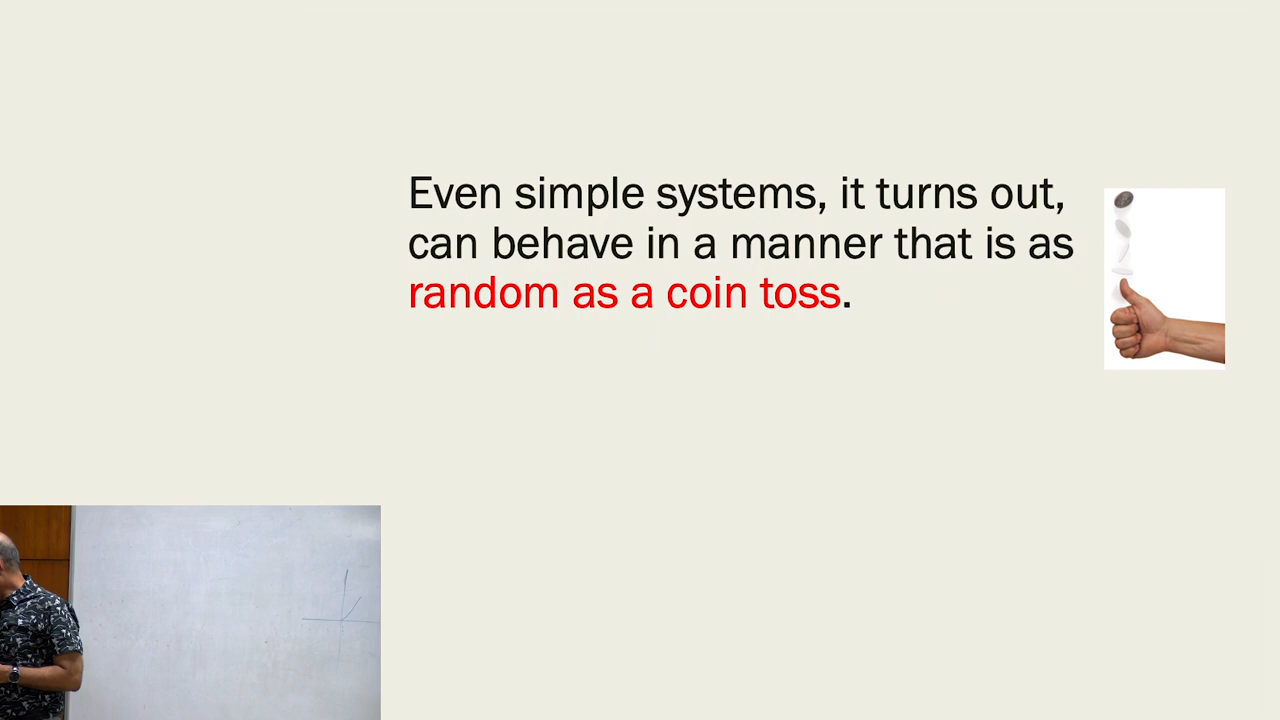 Even simple systems, it turns out,
can behave in a manner that is as
random as a coin toss.